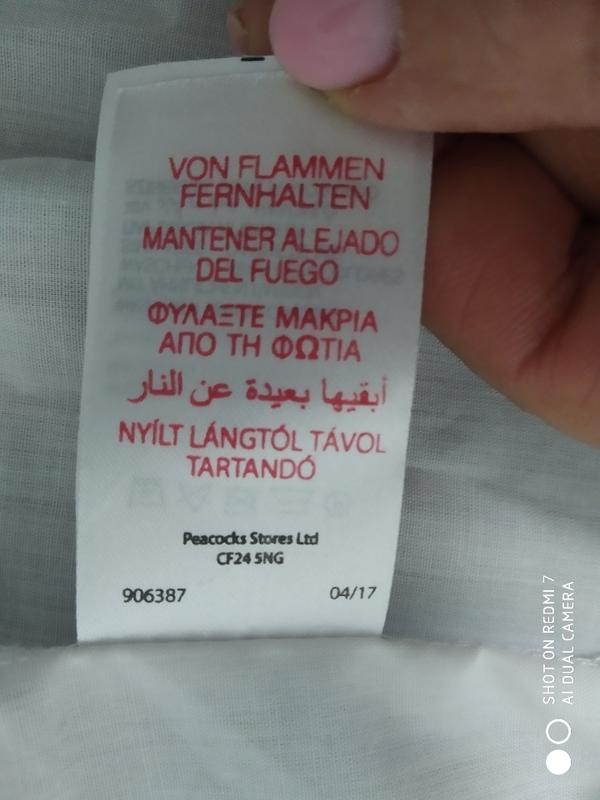 VON FLAMMEN
FERNHALTEN
MANTENER ALEJADO
DEL FUEGO
ΦΥΛΑΞΤΕ ΜΑΚΡΙΑ
ΑΠΟ ΤΗ ΦΩΤΙΑ
أبقيها بعيدة عن النار
NYÍLT LÁNGTÓL TÁVOL
TARTANDÓ
Peacocks Stores Ltd
CF24 5NG
906387 04/17
SHOT ON REDMI 7
AI DUAL CAMERA